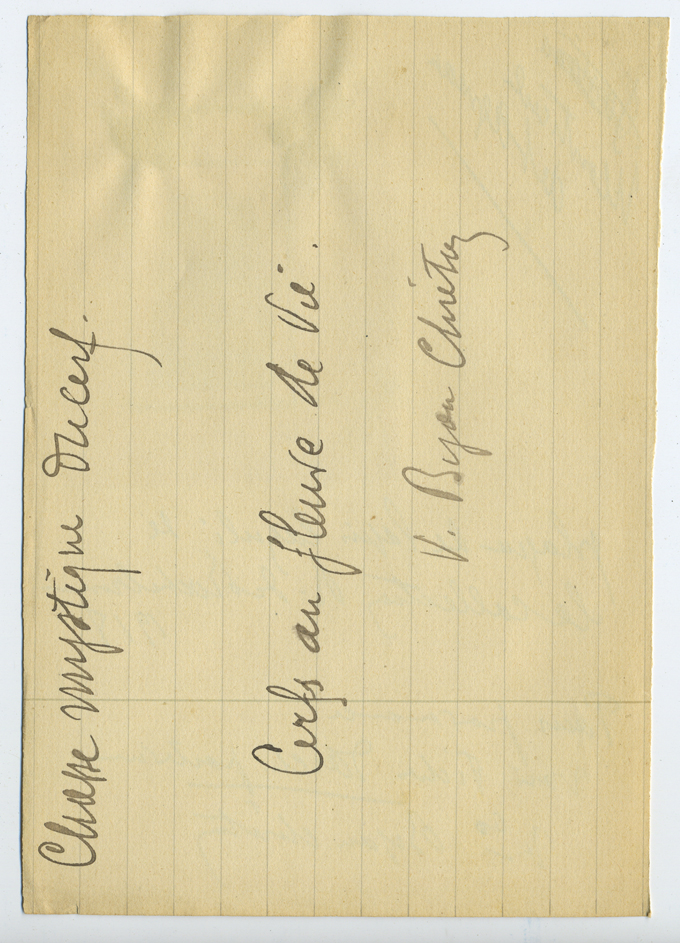 Chasse mystique du cerf.
Cerfs au fleuve de Vie.
V. Bijou Chrétien